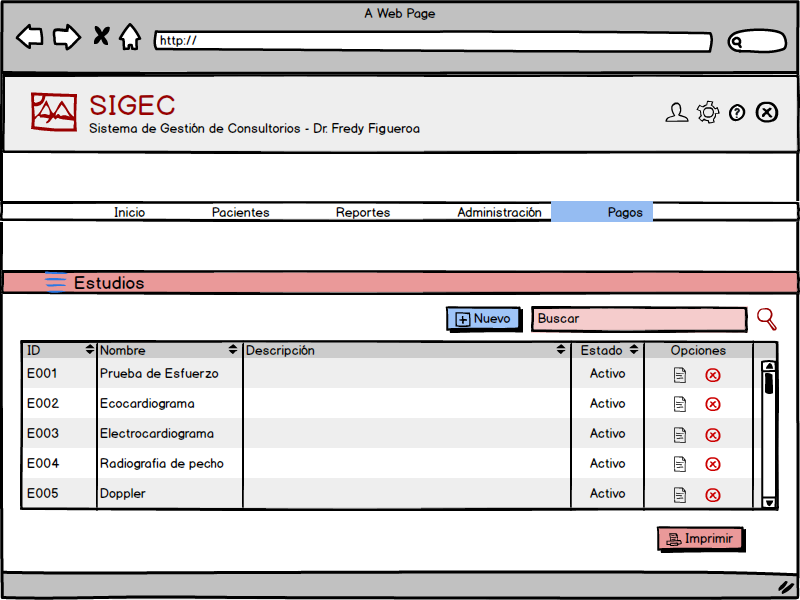 A Web Page
http://
SIGEC
Sistema de Gestión de Consultorios - Dr. Fredy Figueroa
Inicio Pacientes Reportes Administración Pagos
Estudios
Nuevo Buscar
ID Nombre Descripción Estado Opciones
E001 Prueba de Esfuerzo Activo
E002 Ecocardiograma Activo
E003 Electrocardiograma Activo
E004 Radiografia de pecho Activo
E005 Doppler Activo
Imprimir